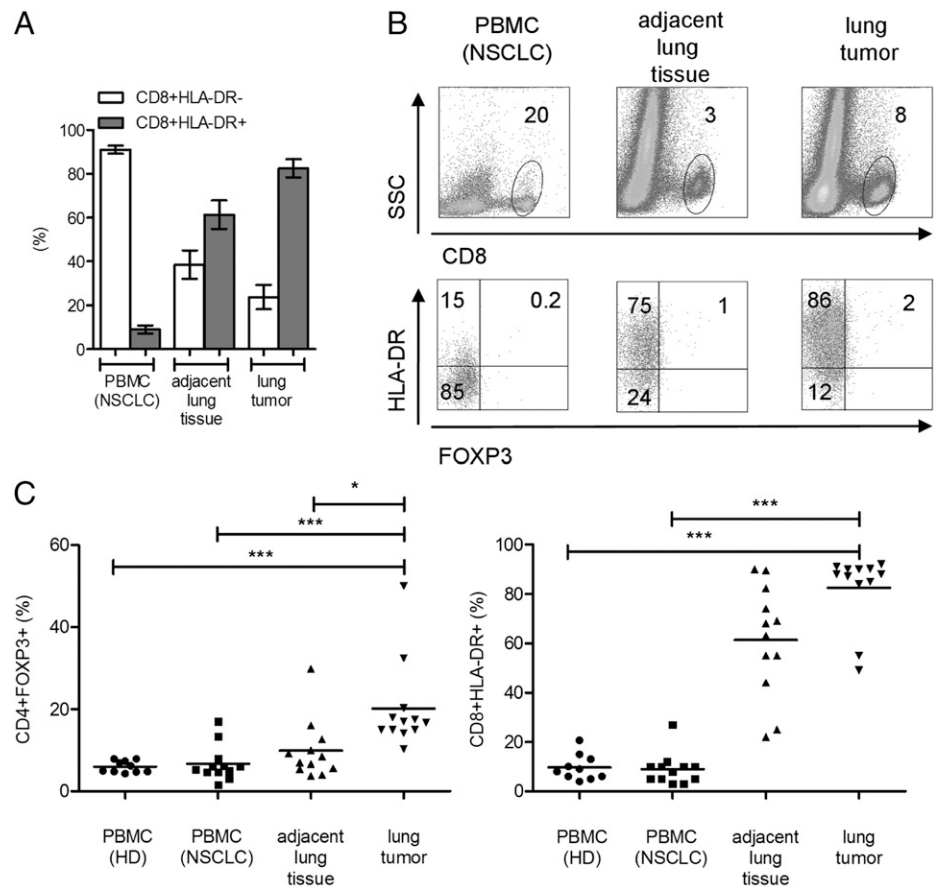 A
CD8+HLA-DR-
CD8+HLA-DR+
100
80
60
40
20
0
(%)
PBMC
(NSCLC)
adjacent
lung
tissue
lung
tumor
B
PBMC
(NSCLC)
adjacent
lung
tissue
lung
tumor
20
3
8
SSC
CD8
15
0.2
85
75
1
24
86
2
12
HLA-DR
FOXP3
C
*
***
***
60
40
20
0
CD4+FOXP3+ (%)
PBMC
(HD)
PBMC
(NSCLC)
adjacent
lung
tissue
lung
tumor
***
***
100
80
60
40
20
0
CD8+HLA-DR+ (%)
PBMC
(HD)
PBMC
(NSCLC)
adjacent
lung
tissue
lung
tumor